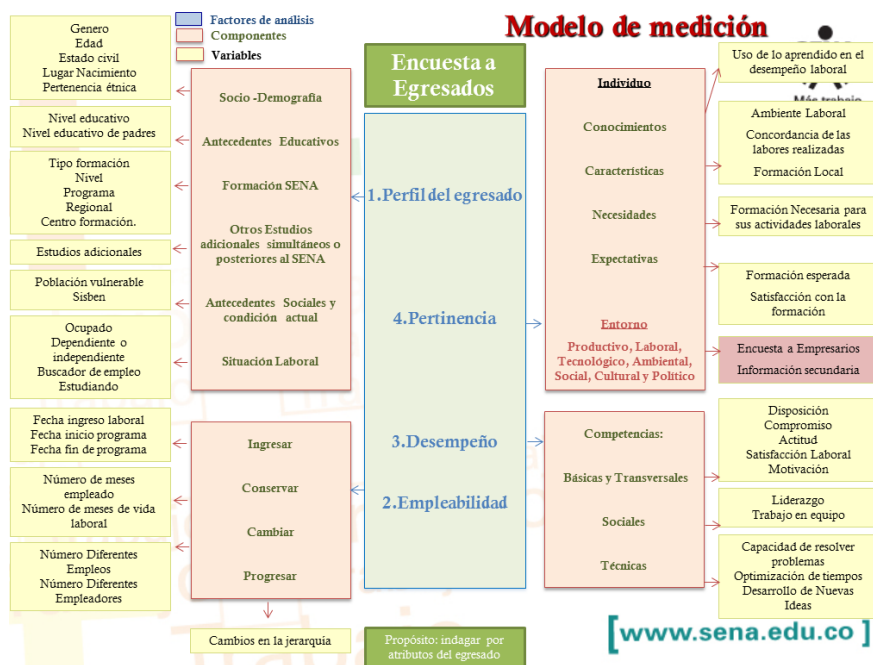 Modelo de medición
Factores de análisis
Componentes
Variables
Genero
Edad
Estado civil
Lugar Nacimiento
Pertenencia étnica
Nivel educativo
Nivel educativo de padres
Tipo formación
Nivel
Programa
Regional
Centro formación.
Estudios adicionales
Población vulnerable
Sisben
Ocupado
Dependiente o
independiente
Buscador de empleo
Estudiando
Fecha ingreso laboral
Fecha inicio programa
Fecha fin de programa
Número de meses
empleado
Número de meses de vida
laboral
Número Diferentes
Empleos
Número Diferentes
Empleadores
Socio -Demografía
Antecedentes Educativos
Formación SENA
Otros Estudios
adicionales simultáneos o
posteriores al SENA
Antecedentes Sociales y
condición actual
Situación Laboral
Ingresar
Conservar
Cambiar
Progresar
Cambios en la jerarquía
Encuesta a
Egresados
1.Perfil del egresado
4.Pertinencia
3.Desempeño
2.Empleabilidad
Propósito: indagar por
atributos del egresado
Individuo
Conocimientos
Características
Necesidades
Expectativas
Entorno
Productivo, Laboral,
Tecnológico, Ambiental,
Social, Cultural y Político
Competencias:
Básicas y Transversales
Sociales
Técnicas
Uso de lo aprendido en el
desempeño laboral
Más trabajo
Ambiente Laboral
Concordancia de las
labores realizadas
Formación Local
Formación Necesaria para
sus actividades laborales
Formación esperada
Satisfacción con la
formación
Encuesta a Empresarios
Información secundaria
Disposición
Compromiso
Actitud
Satisfacción Laboral
Motivación
Liderazgo
Trabajo en equipo
Capacidad de resolver
problemas
Optimización de tiempos
Desarrollo de Nuevas
Ideas
[www.sena.edu.co ]